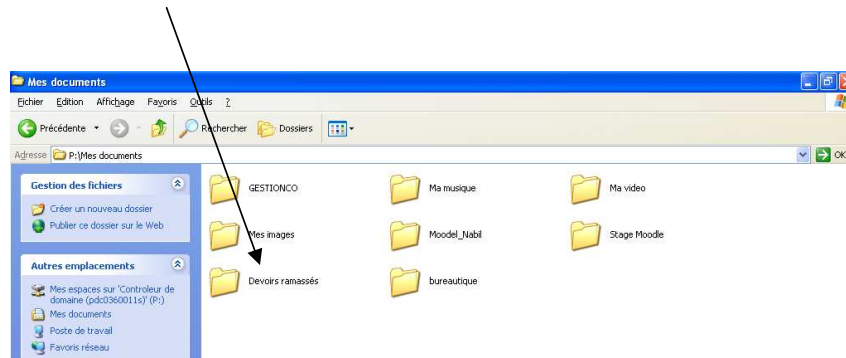 Mes documents
Fichier Edition Affichage Favoris Outils ?
Précédente Rechercher Dossiers
Adresse P:\Mes documents OK
Gestion des fichiers
Créer un nouveau dossier
Publier ce dossier sur le Web
Autres emplacements
Mes espaces sur 'Controleur de
domaine (pdc0360011s)' (P:)
Mes documents
Poste de travail
Favoris réseau
GESTIONCO Ma musique Ma video
Mes images Moodel_Nabil Stage Moodle
Devoirs ramassés bureautique